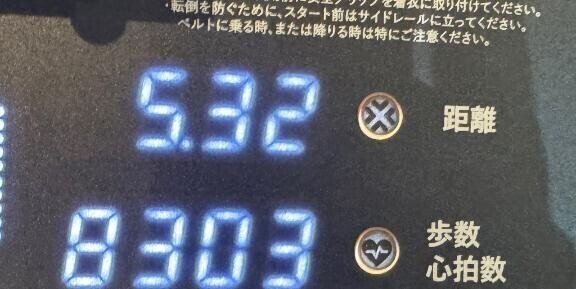 ・転倒を防ぐために、スタート前はサイドレールに立ってください。
ベルトに乗る時、または降りる時は特にご注意ください。
5.32
距離
8303
歩数
心拍数